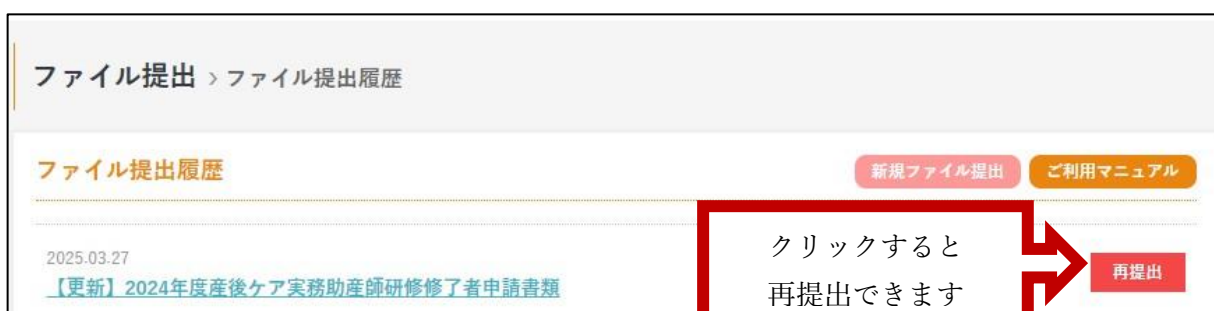 ファイル提出 › ファイル提出履歴
ファイル提出履歴
新規ファイル提出
ご利用マニュアル
2025.03.27
【更新】2024年度産後ケア実務助産師研修修了者申請書類
クリックすると
再提出できます
再提出